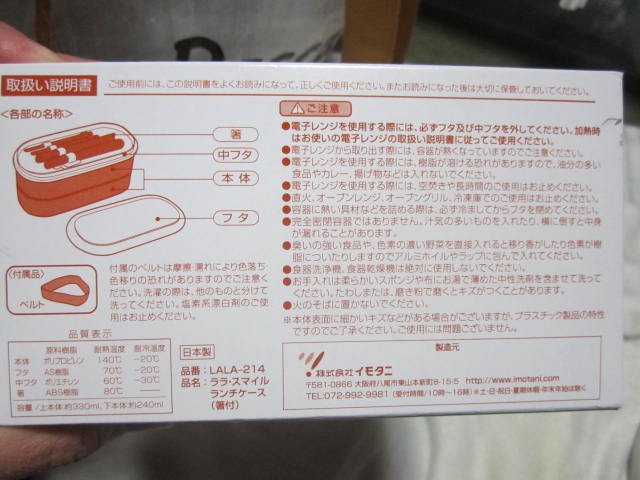 取扱い説明書
ご使用前には、この説明書をよくお読みになって、正しくご使用ください。またお読みになった後は大切に保管しておいてください。
<各部の名称>
箸
中フタ
本体
フタ
〈付属品〉
ベルト
付属のベルトは摩擦・濡れにより色落ち、
色移りの恐れがありますのでご注意く
ださい。洗濯の際は、他のものと分けて
洗ってください。塩素系漂白剤のご使用
はおやめください。
品質表示
原料樹脂 耐熱温度 耐冷温度
本体 ポリプロピレン 140℃ -20℃
フタ AS樹脂 70℃ -20℃
中フタ ポリエチレン 60℃ -30℃
箸 ABS樹脂 80℃
容量/上本体:約330ml、下本体:約240ml
日本製
品番:LALA-214
品名:ララ・スマイル
ランチケース
(箸付)
ご注意
●電子レンジを使用する際には、必ずフタ及び中フタを外してください。加熱時
はお使いの電子レンジの取扱い説明書に従ってご使用ください。
●電子レンジから取り出す際には、容器が熱くなっていますのでご注意ください。
●電子レンジを使用する際には、樹脂が溶ける恐れがありますので、油分の多い
食品やカレー、揚げ物などは入れないでください。
●電子レンジを使用する際には、空焚きや長時間のご使用はお止めください。
●直火、オーブンレンジ、オーブングリル、冷凍庫でのご使用はお止めください。
●容器に熱い具材などを詰める際は、必ず冷ましてからフタを閉めてください。
●完全密閉容器ではありません。汁気の多いものを入れたり、横に倒すと中身
が漏れることがあります。
●臭いの強い食品や、色素の濃い野菜を直接入れると移り香がしたり色素が樹
脂についたりしますのでアルミホイルやラップに包んで入れてください。
●食器洗浄機、食器乾燥機は絶対に使用しないでください。
●お手入れは柔らかいスポンジや布にお湯で薄めた中性洗剤を含ませて洗って
ください。たわしまたは、磨き粉で磨くとキズがつくことがあります。
●火のそばに置かないでください。
※本体表面に細かいキズなどがある場合がございますが、プラスチック製品の特性
ですのでご了承ください。ご使用には問題ございません。
製造元
株式会社イモタニ
〒581-0866 大阪府八尾市東山本新町8-15-5 http://www.imotani.com/
TEL:072-992-9981 (受付時間/10時~16時)※土・日・祝日・夏期休暇・年末年始は除く